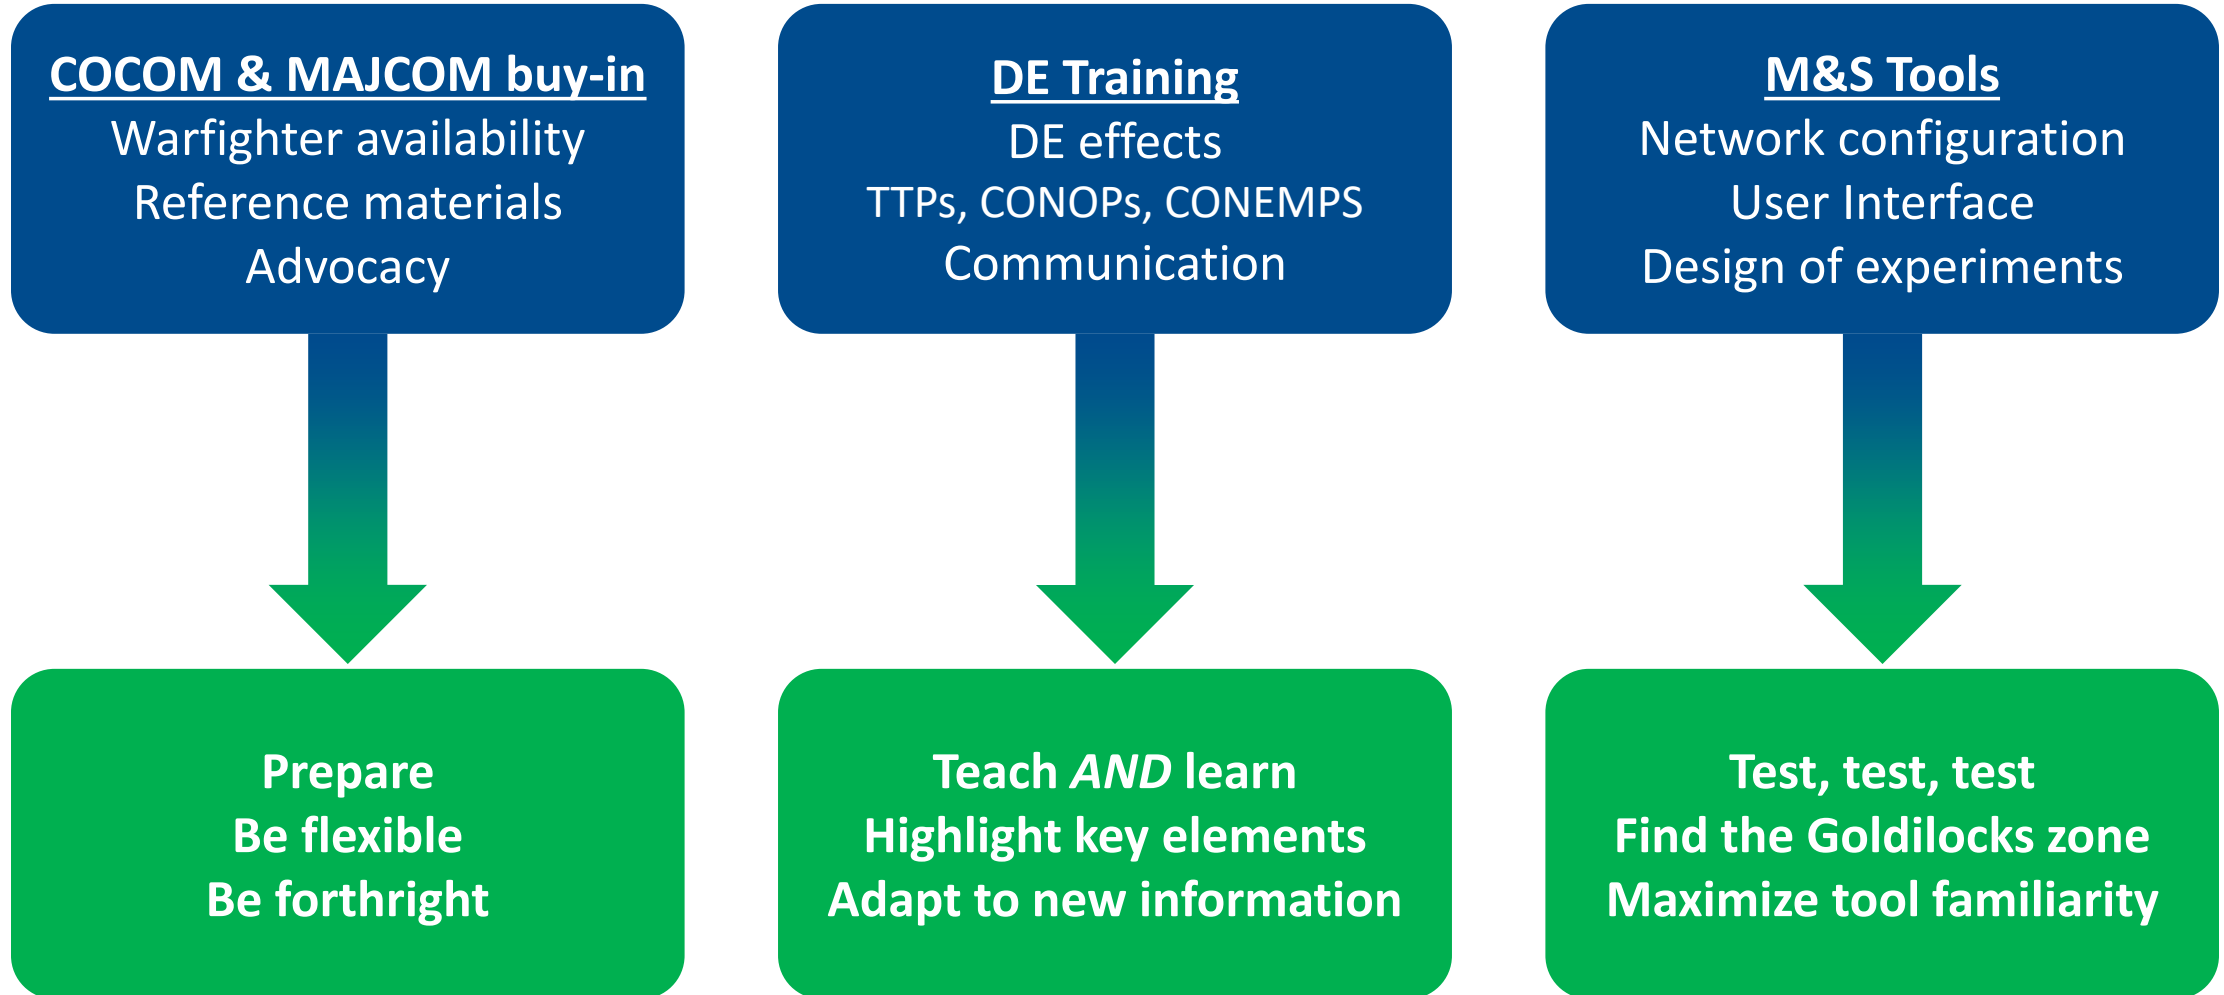 COCOM & MAJCOM buy-in
Warfighter availability
Reference materials
Advocacy
DE Training
DE effects
TTPs, CONOPs, CONEMPS
Communication
M&S Tools
Network configuration
User Interface
Design of experiments
Prepare
Be flexible
Be forthright
Teach AND learn
Highlight key elements
Adapt to new information
Test, test, test
Find the Goldilocks zone
Maximize tool familiarity